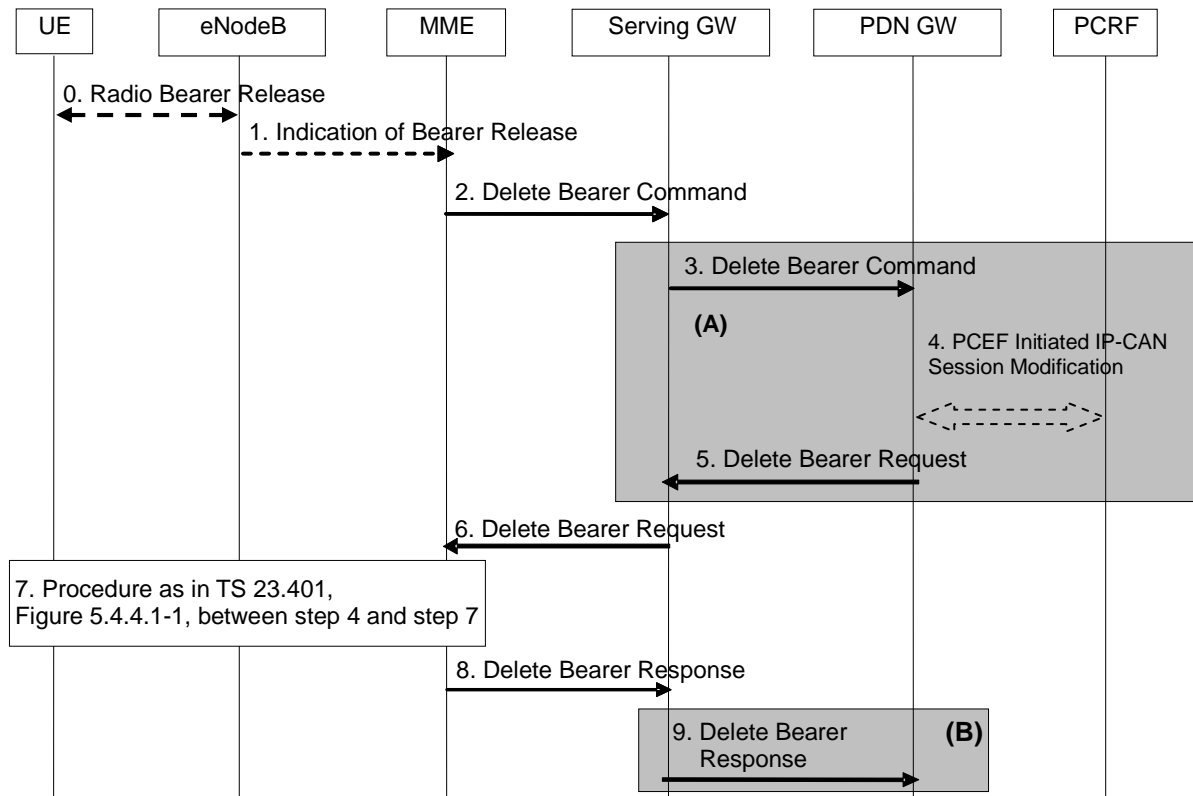 UE
eNodeB
MME
Serving GW
PDN GW
PCRF
0. Radio Bearer Release
1. Indication of Bearer Release
2. Delete Bearer Command
3. Delete Bearer Command
(A)
4. PCEF Initiated IP-CAN
Session Modification
5. Delete Bearer Request
6. Delete Bearer Request
7. Procedure as in TS 23.401,
Figure 5.4.4.1-1, between step 4 and step 7
8. Delete Bearer Response
9. Delete Bearer
Response
(B)